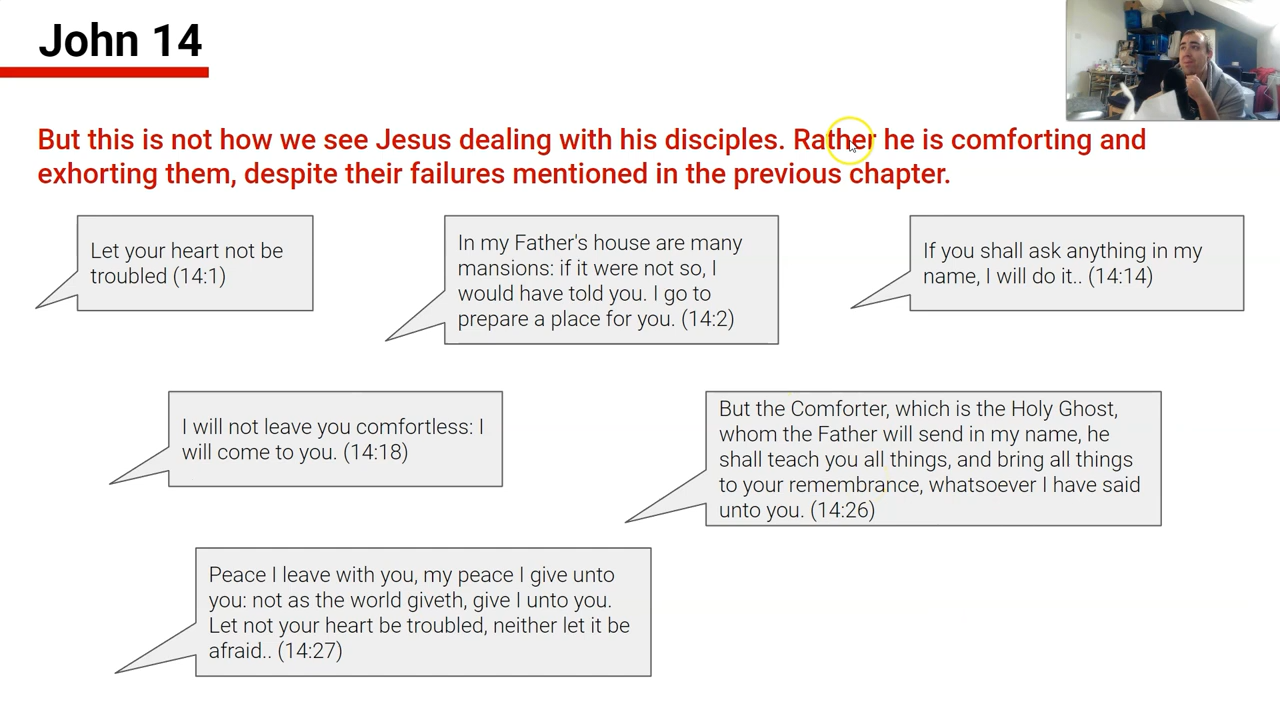 John 14
But this is not how we see Jesus dealing with his disciples. Rather he is comforting and
exhorting them, despite their failures mentioned in the previous chapter.
Let your heart not be
troubled (14:1)
In my Father's house are many
mansions: if it were not so, I
would have told you. I go to
prepare a place for you. (14:2)
If you shall ask anything in my
name, I will do it.. (14:14)
I will not leave you comfortless: I
will come to you. (14:18)
But the Comforter, which is the Holy Ghost,
whom the Father will send in my name, he
shall teach you all things, and bring all things
to your remembrance, whatsoever I have said
unto you. (14:26)
Peace I leave with you, my peace I give unto
you: not as the world giveth, give I unto you.
Let not your heart be troubled, neither let it be
afraid.. (14:27)